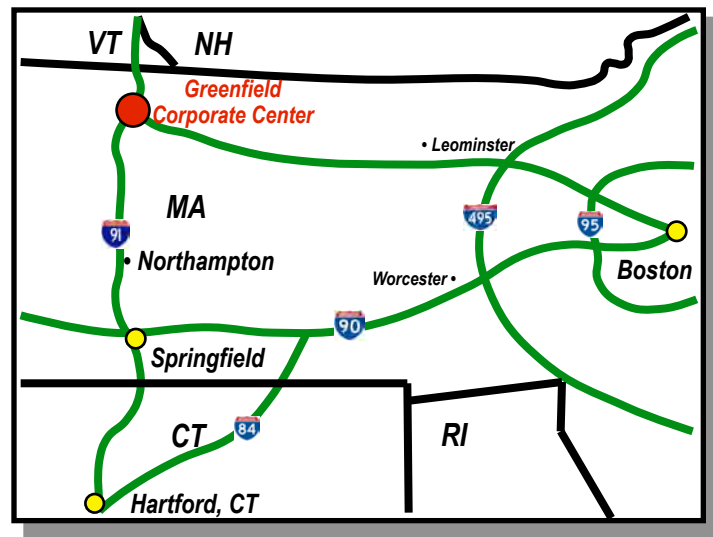 VT NH
Greenfield
Corporate Center
• Leominster
MA
495
95
91
• Northampton
Boston
Worcester •
90
Springfield
84
CT
RI
Hartford, CT